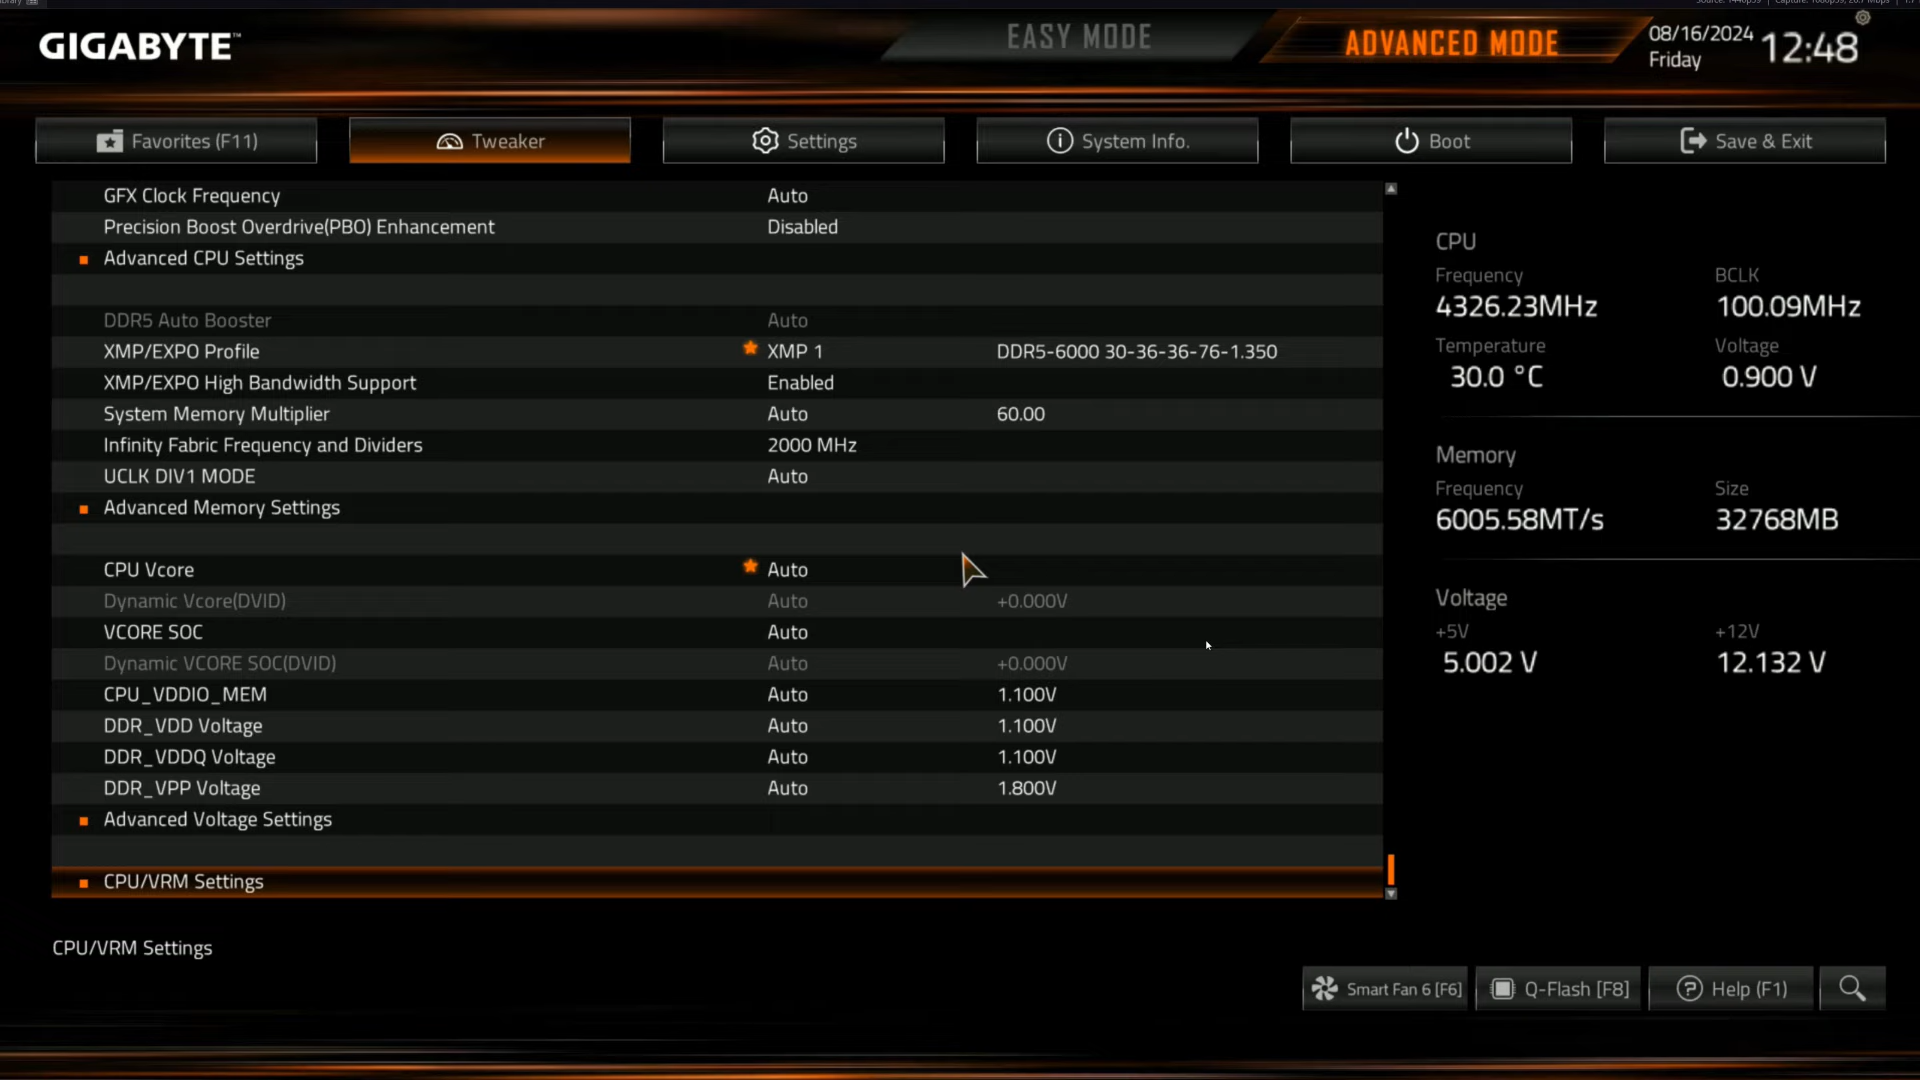 GIGABYTE™
EASY MODE
ADVANCED MODE
08/16/2024
Friday
12:48
Favorites (F11)
Tweaker
Settings
System Info.
Boot
Save & Exit
GFX Clock Frequency Auto
Precision Boost Overdrive(PBO) Enhancement Disabled
Advanced CPU Settings
DDR5 Auto Booster Auto
XMP/EXPO Profile XMP 1 DDR5-6000 30-36-36-76-1.350
XMP/EXPO High Bandwidth Support Enabled
System Memory Multiplier Auto 60.00
Infinity Fabric Frequency and Dividers 2000 MHz
UCLK DIV1 MODE Auto
Advanced Memory Settings
CPU Vcore Auto
Dynamic Vcore(DVID) Auto +0.000V
VCORE SOC Auto
Dynamic VCORE SOC(DVID) Auto +0.000V
CPU_VDDIO_MEM Auto 1.100V
DDR_VDD Voltage Auto 1.100V
DDR_VDDQ Voltage Auto 1.100V
DDR_VPP Voltage Auto 1.800V
Advanced Voltage Settings
CPU/VRM Settings
CPU
Frequency BCLK
4326.23MHz 100.09MHz
Temperature Voltage
30.0 °C 0.900 V
Memory
Frequency Size
6005.58MT/s 32768MB
Voltage
+5V +12V
5.002 V 12.132 V
CPU/VRM Settings
Smart Fan 6 [F6]
Q-Flash [F8]
Help (F1)